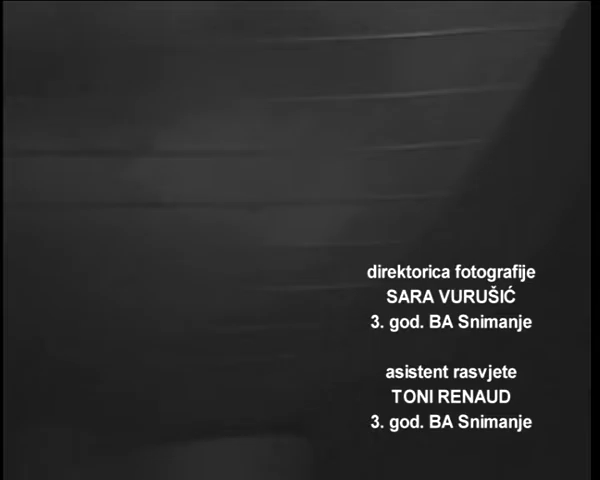 direktorica fotografije
SARA VURUŠIĆ
3. god. BA Snimanje
asistent rasvjete
TONI RENAUD
3. god. BA Snimanje